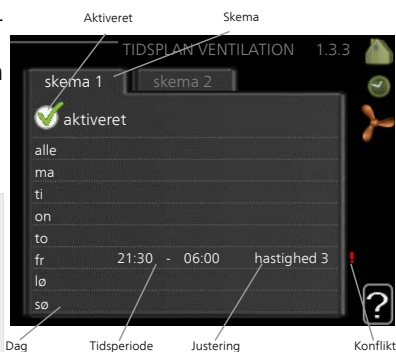 Aktiveret Skema
TIDSPLAN VENTILATION 1.3.3
skema 1 skema 2
aktiveret
alle
ma
ti
on
to
fr 21:30 - 06:00 hastighed 3 !
lø
sø
?
Dag Tidsperiode Justering Konflikt